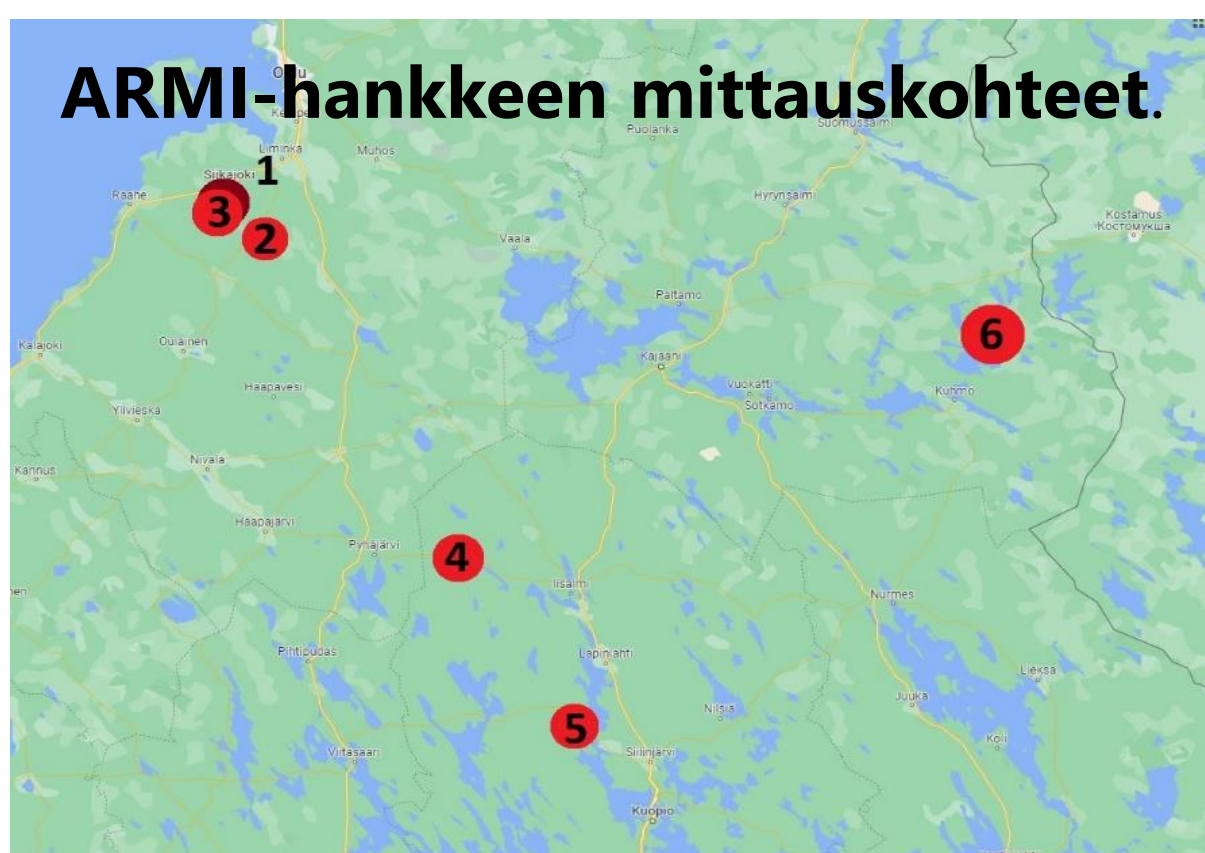 ARMI-hankkeen mittauskohteet.
Puolanka
Suomussalmi
Liminka
Muhos
1
Siikajoki
Raahe
3
2
Hyrynsalmi
Kostamus
Костомукша
Vaala
Paltamo
6
Kalajoki
Oulainen
Kajaani
Haapavesi
Vuokatti
Sotkamo
Kuhmo
Ylivieska
Nivala
Kannus
Haapajärvi
Pyhäjärvi
4
Iisalmi
Nurmes
Pihtipudas
Lapinlahti
Lieksa
Juuka
Nilsiä
5
Koli
Viitasaari
Siilinjärvi
Kuopio